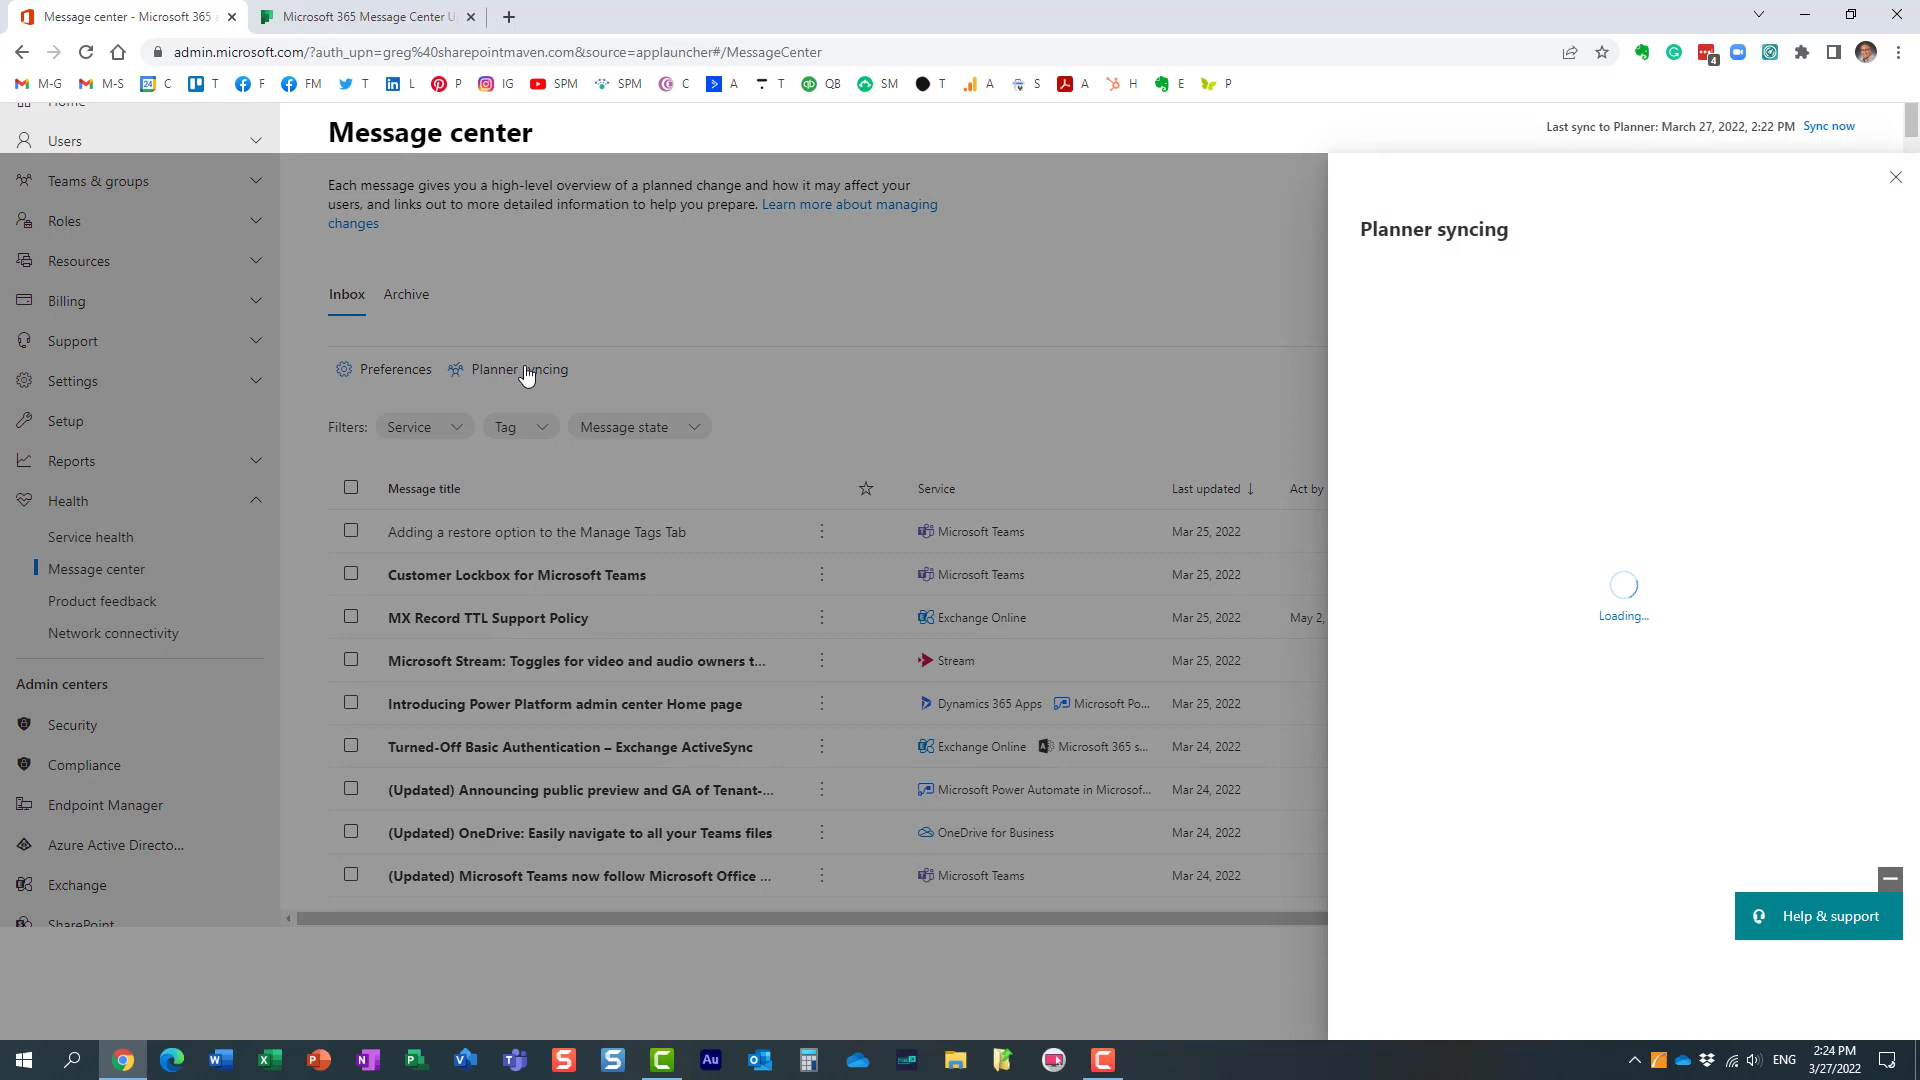 Message center - Microsoft 365 a
Microsoft 365 Message Center U
admin.microsoft.com/?auth_upn=greg%40sharepointmaven.com&source=applauncher#/MessageCenter
4
M-G
M-S
24
C
T
F
FM
T
L
P
IG
SPM
SPM
C
A
T
QB
SM
T
A
S
A
H
E
P
Home
Users
Teams & groups
Roles
Resources
Billing
Support
Settings
Setup
Reports
Health
Service health
Message center
Product feedback
Network connectivity
Admin centers
Security
Compliance
Endpoint Manager
Azure Active Directo...
Exchange
SharePoint
Message center
Last sync to Planner: March 27, 2022, 2:22 PM Sync now
Each message gives you a high-level overview of a planned change and how it may affect your
users, and links out to more detailed information to help you prepare. Learn more about managing
changes
Inbox Archive
Preferences Planner syncing
Filters: Service Tag Message state
Message title Service Last updated ↓ Act by
Adding a restore option to the Manage Tags Tab Microsoft Teams Mar 25, 2022
Customer Lockbox for Microsoft Teams Microsoft Teams Mar 25, 2022
MX Record TTL Support Policy Exchange Online Mar 25, 2022 May 2,
Microsoft Stream: Toggles for video and audio owners t... Stream Mar 25, 2022
Introducing Power Platform admin center Home page Dynamics 365 Apps Microsoft Po... Mar 25, 2022
Turned-Off Basic Authentication – Exchange ActiveSync Exchange Online Microsoft 365 s... Mar 24, 2022
(Updated) Announcing public preview and GA of Tenant-... Microsoft Power Automate in Microsof... Mar 24, 2022
(Updated) OneDrive: Easily navigate to all your Teams files OneDrive for Business Mar 24, 2022
(Updated) Microsoft Teams now follow Microsoft Office ... Microsoft Teams Mar 24, 2022
Planner syncing
Loading...
Help & support
ENG
2:24 PM
3/27/2022